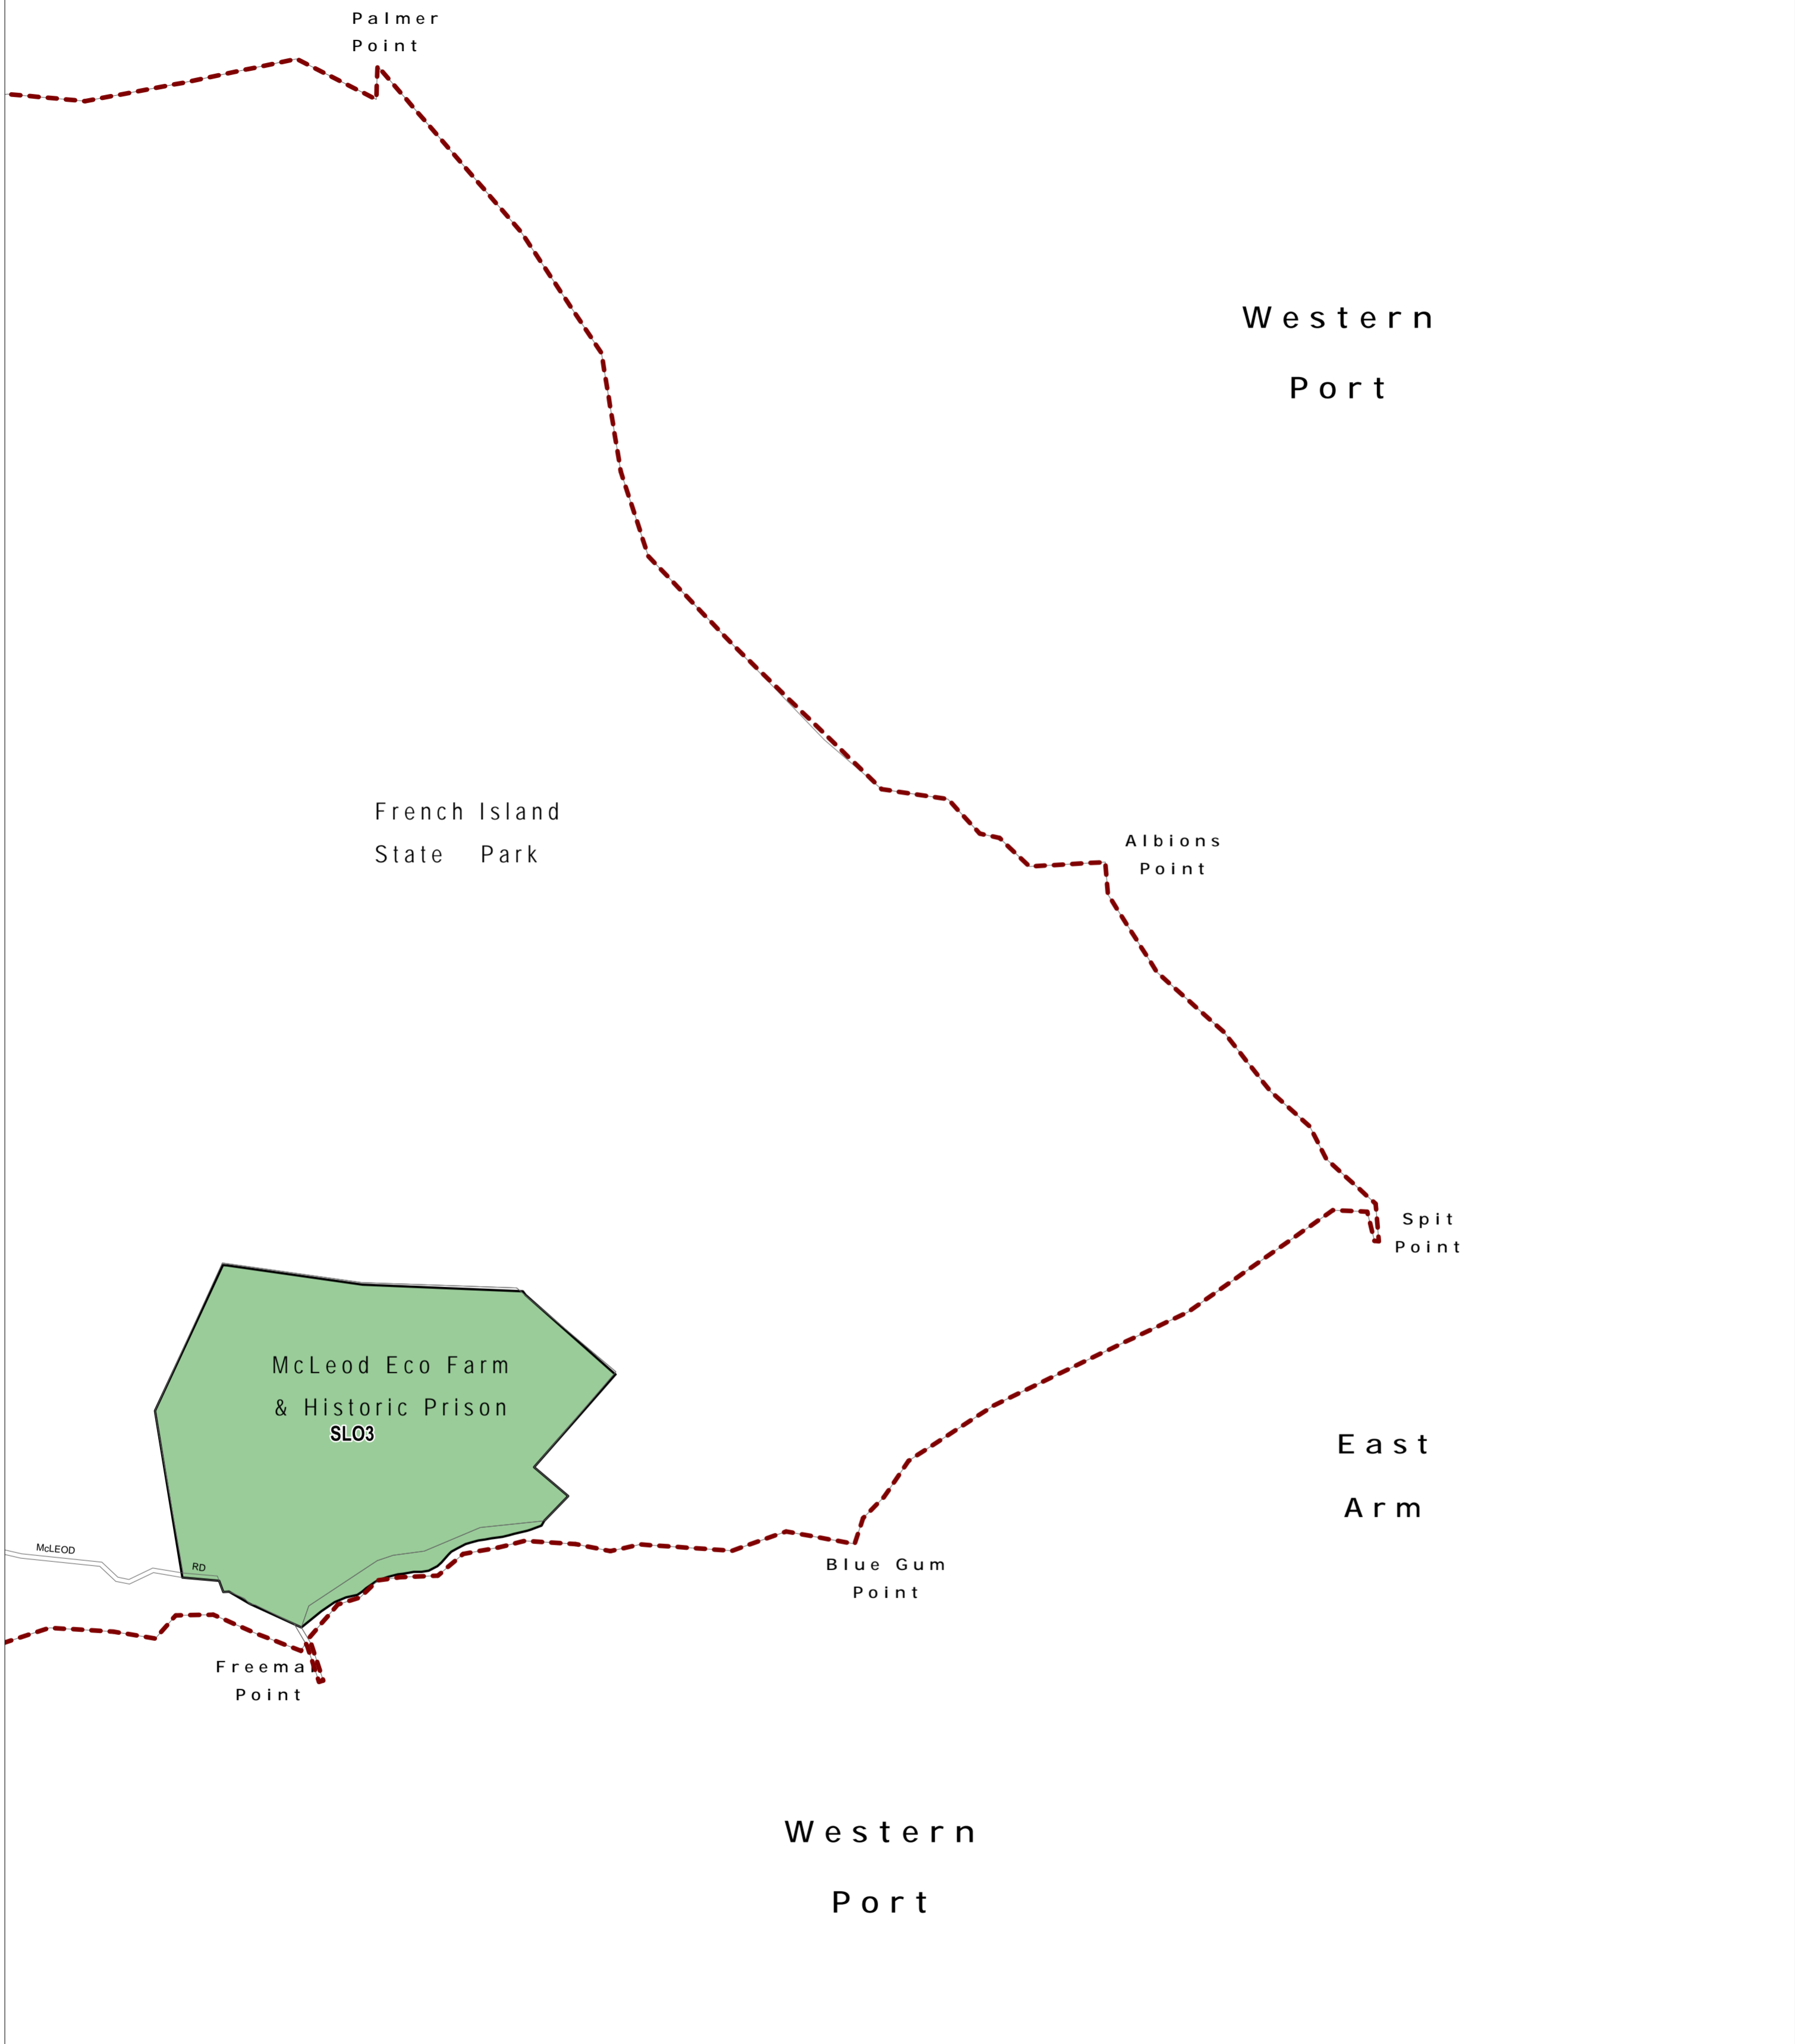 Palmer
Point
Western
Port
French Island
State Park
Albions
Point
Spit
Point
McLeod Eco Farm
& Historic Prison
SLO3
East
Arm
McLEOD
RD
Blue Gum
Point
Freeman
Point
Western
Port